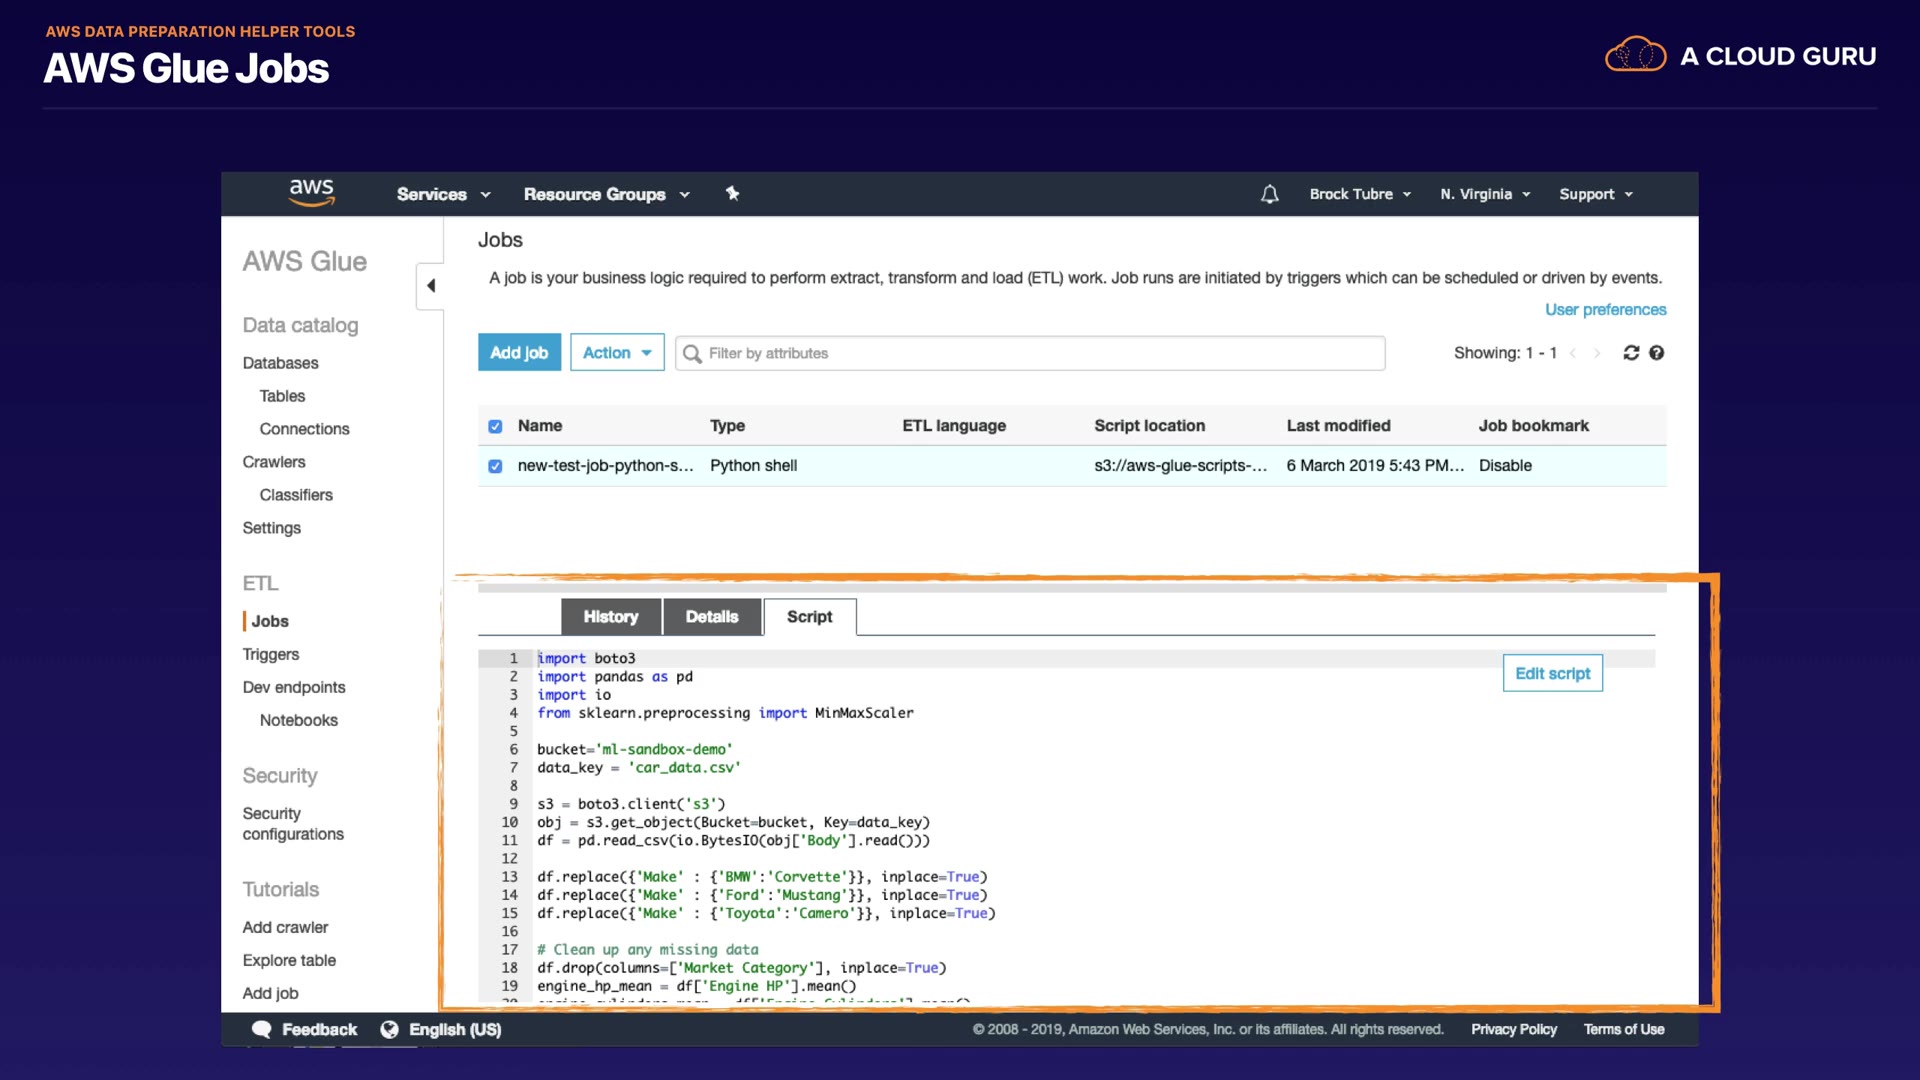 AWS DATA PREPARATION HELPER TOOLS
AWS Glue Jobs
A CLOUD GURU
aws Services Resource Groups Brock Tubre N. Virginia Support
AWS Glue
Data catalog
Databases
Tables
Connections
Crawlers
Classifiers
Settings
ETL
Jobs
Triggers
Dev endpoints
Notebooks
Security
Security
configurations
Tutorials
Add crawler
Explore table
Add job
Jobs
A job is your business logic required to perform extract, transform and load (ETL) work. Job runs are initiated by triggers which can be scheduled or driven by events.
User preferences
Add job Action Filter by attributes Showing: 1 - 1
Name Type ETL language Script location Last modified Job bookmark
new-test-job-python-s... Python shell s3://aws-glue-scripts-... 6 March 2019 5:43 PM... Disable
History Details Script
Edit script
1 import boto3
2 import pandas as pd
3 import io
4 from sklearn.preprocessing import MinMaxScaler
5
6 bucket='ml-sandbox-demo'
7 data_key = 'car_data.csv'
8
9 s3 = boto3.client('s3')
10 obj = s3.get_object(Bucket=bucket, Key=data_key)
11 df = pd.read_csv(io.BytesIO(obj['Body'].read()))
12
13 df.replace({'Make' : {'BMW':'Corvette'}}, inplace=True)
14 df.replace({'Make' : {'Ford':'Mustang'}}, inplace=True)
15 df.replace({'Make' : {'Toyota':'Camero'}}, inplace=True)
16
17 # Clean up any missing data
18 df.drop(columns=['Market Category'], inplace=True)
19 engine_hp_mean = df['Engine HP'].mean()
Feedback English (US) © 2008 - 2019, Amazon Web Services, Inc. or its affiliates. All rights reserved. Privacy Policy Terms of Use